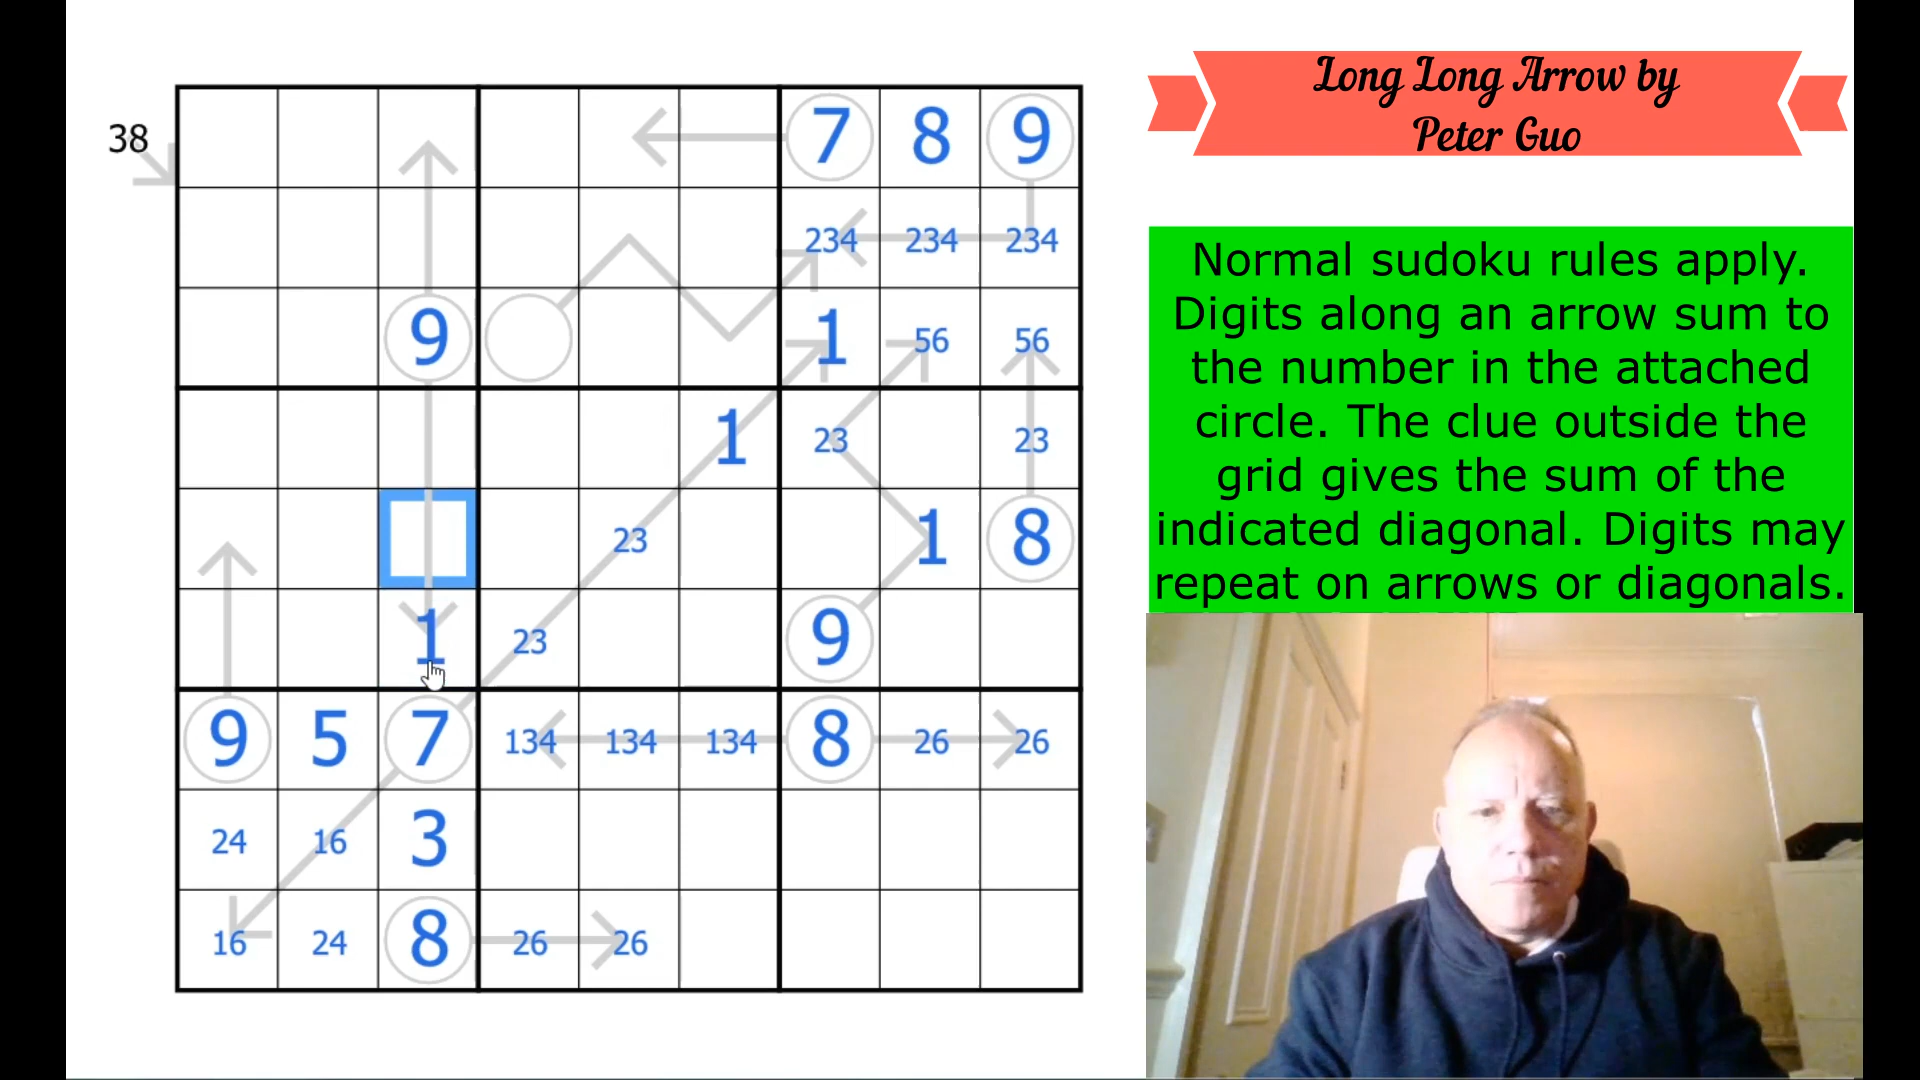 Long Long Arrow by
Peter Guo
38
7 8 9
234 234 234
9 1 56 56
1 23 23
23 1 8
1 23 9
9 5 7 134 134 134 8 26 26
24 16 3
16 24 8 26 26
Normal sudoku rules apply.
Digits along an arrow sum to
the number in the attached
circle. The clue outside the
grid gives the sum of the
indicated diagonal. Digits may
repeat on arrows or diagonals.